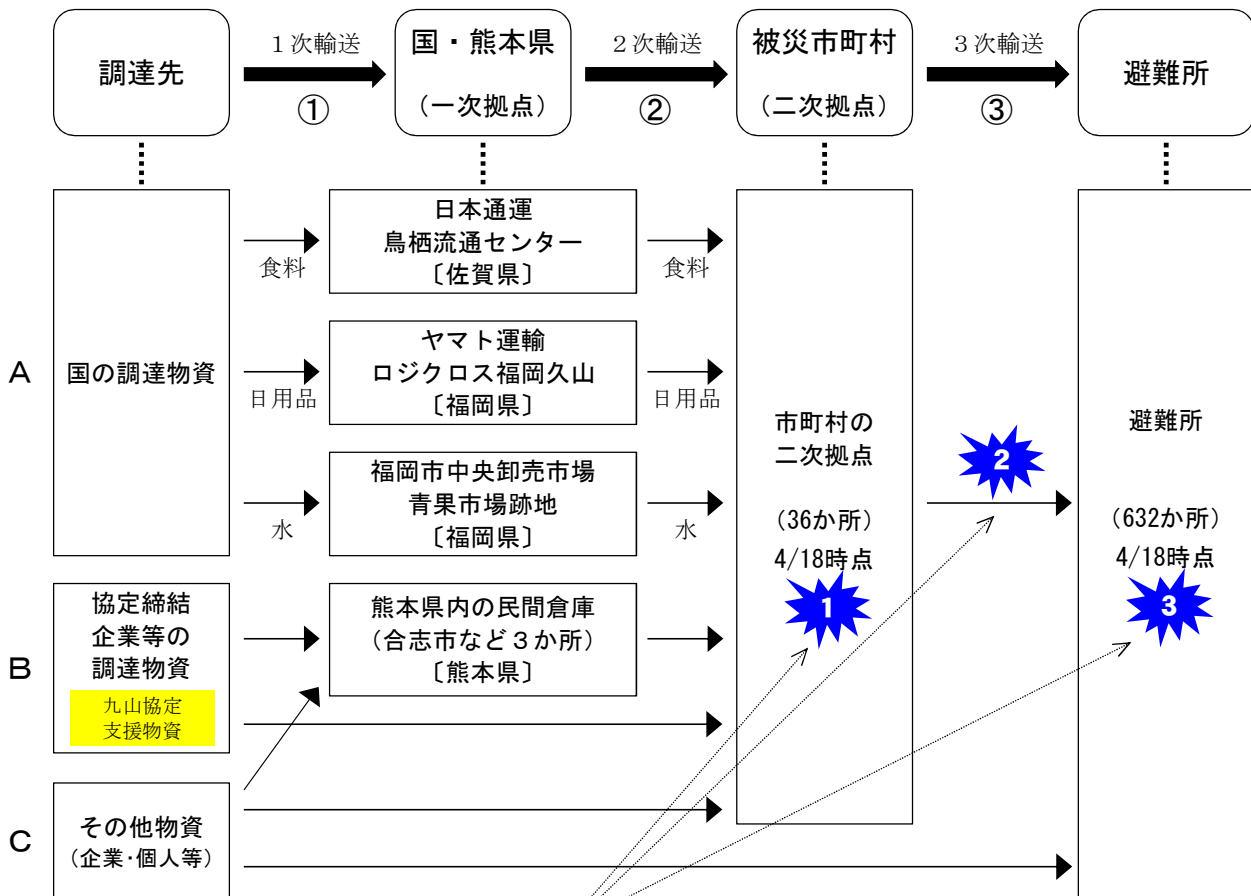 調達先
１次輸送
①
国・熊本県
（一次拠点）
２次輸送
②
被災市町村
（二次拠点）
３次輸送
③
避難所
A
国の調達物資
食料
日本通運
鳥栖流通センター
〔佐賀県〕
食料
日用品
ヤマト運輸
ロジクロス福岡久山
〔福岡県〕
日用品
水
福岡市中央卸売市場
青果市場跡地
〔福岡県〕
水
市町村の
二次拠点
（36か所）
4/18時点
1
2
避難所
（632か所）
4/18時点
3
B
協定締結
企業等の
調達物資
九山協定
支援物資
熊本県内の民間倉庫
（合志市など３か所）
〔熊本県〕
C
その他物資
（企業・個人等）